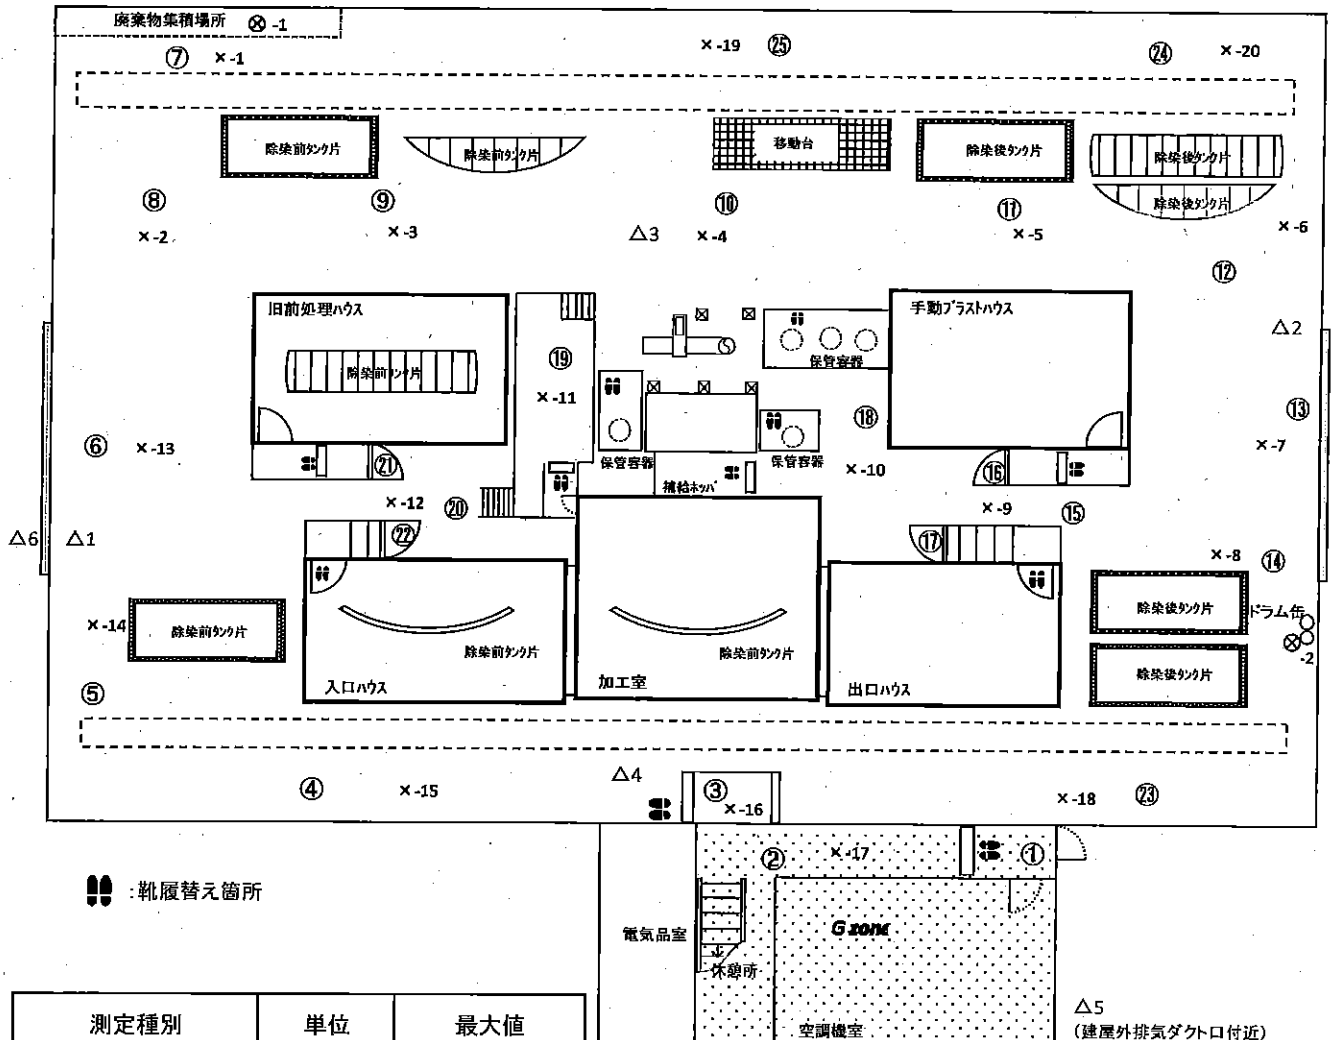 廃棄物集積場所 ⊗ -1
⑦ ×-1 ×-19 ㉕ ㉔ ×-20
除染前タンク片 除染前タンク片 移動台 除染後タンク片 除染後タンク片
除染後タンク片
⑧ ⑨ ⑩ ⑪
×-2 ×-3 △3 ×-4 ×-5 ×-6
⑫
旧前処理ハウス 手動ブラストハウス
△2
保管容器
除染前タンク片 ⑲
×-11 ⑱ ⑬
⑥ ×-13 ㉑ 保管容器 保管容器 ×-10 ⑯ ×-7
補給ホッパ
×-12 ⑳ ×-9 ⑮
△6 △1 ㉒ ⑰ ×-8 ⑭
×-14 除染前タンク片 除染後タンク片 ドラム缶
除染前タンク片 除染前タンク片 ⊗
-2
入口ハウス 加工室 出口ハウス 除染後タンク片
⑤
④ ×-15 △4 ③ ×-16 ×-18 ㉓
② ×-17 ①
:靴履替え箇所
電気品室 G zone
休憩所
測定種別 単位 最大値
空調機室
△5
(建屋外排気ダクト口付近)